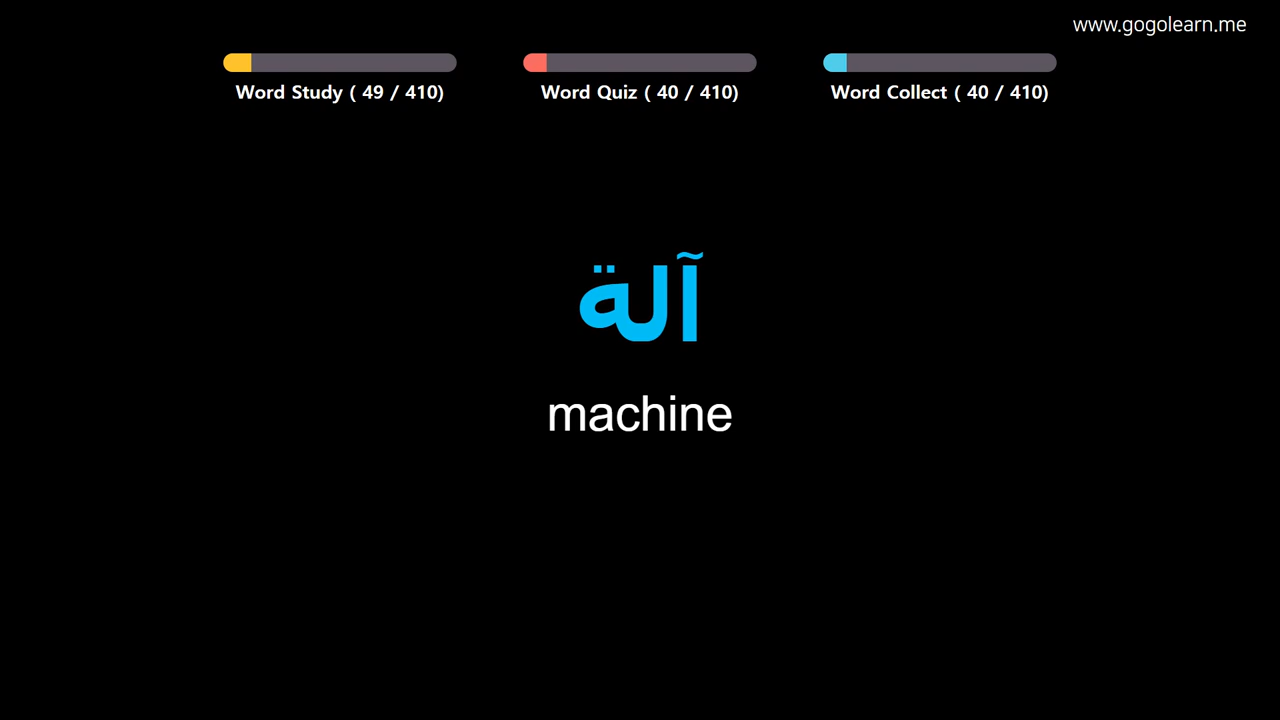 www.gogolearn.me
Word Study ( 49 / 410)
Word Quiz ( 40 / 410)
Word Collect ( 40 / 410)
آلة
machine